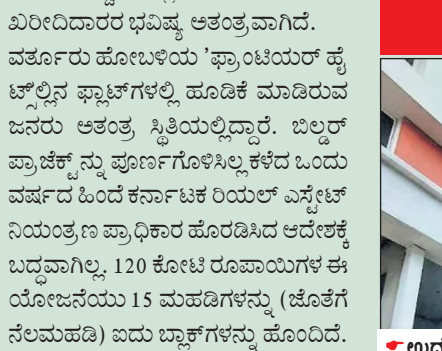 ಖರೀದಿದಾರರ ಭವಿಷ್ಯ ಅತಂತ್ರವಾಗಿದೆ.
ವರ್ತೂರು ಹೋಬಳಿಯ 'ಫ್ರಾಂಟಿಯರ್ ಹೈ
ಟ್ಸ್‌ಿಲ್ಲಿನ ಫ್ಲಾಟ್‌ಗಳಲ್ಲಿ ಹೂಡಿಕೆ ಮಾಡಿರುವ
ಜನರು ಅತಂತ್ರ ಸ್ಥಿತಿಯಲ್ಲಿದ್ದಾರೆ. ಬಿಲ್ಡರ್
ಪ್ರಾಜೆಕ್ಟ್‌ ನ್ನು ಪೂರ್ಣಗೊಳಿಸಿಲ್ಲ ಕಳೆದ ಒಂದು
ವರ್ಷದ ಹಿಂದೆ ಕರ್ನಾಟಕ ರಿಯಲ್ ಎಸ್ಟೇಟ್
ನಿಯಂತ್ರಣ ಪ್ರಾಧಿಕಾರ ಹೊರಡಿಸಿದ ಆದೇಶಕ್ಕೆ
ಬದ್ಧವಾಗಿಲ್ಲ. 120 ಕೋಟಿ ರೂಪಾಯಿಗಳ ಈ
ಯೋಜನೆಯು 15 ಮಹಡಿಗಳನ್ನು (ಜೊತೆಗೆ
ನೆಲಮಹಡಿ) ಐದು ಬ್ಲಾಕ್‌ಗಳನ್ನು ಹೊಂದಿದೆ.